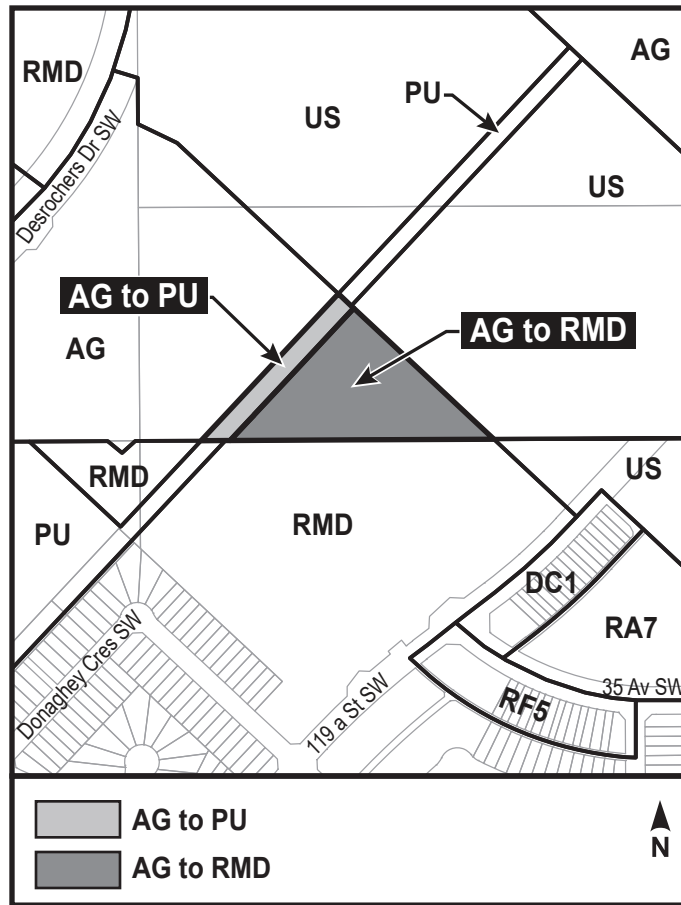 RMD
AG
PU
US
US
Desrochers Dr SW
AG to PU
AG to RMD
AG
RMD
US
RMD
PU
DC1
RA7
Donaghey Cres SW
119 a St SW
35 Av SW
RF5
AG to PU
AG to RMD
N